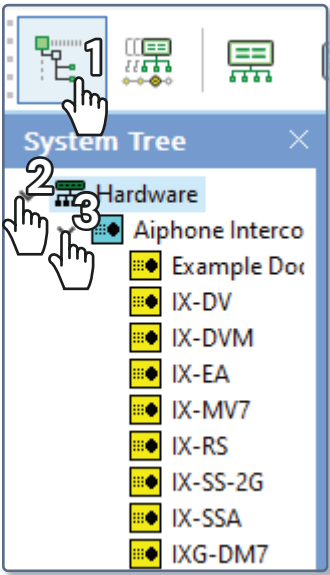 1
System Tree
2
Hardware
3
Aiphone Interco
Example Doc
IX-DV
IX-DVM
IX-EA
IX-MV7
IX-RS
IX-SS-2G
IX-SSA
IXG-DM7